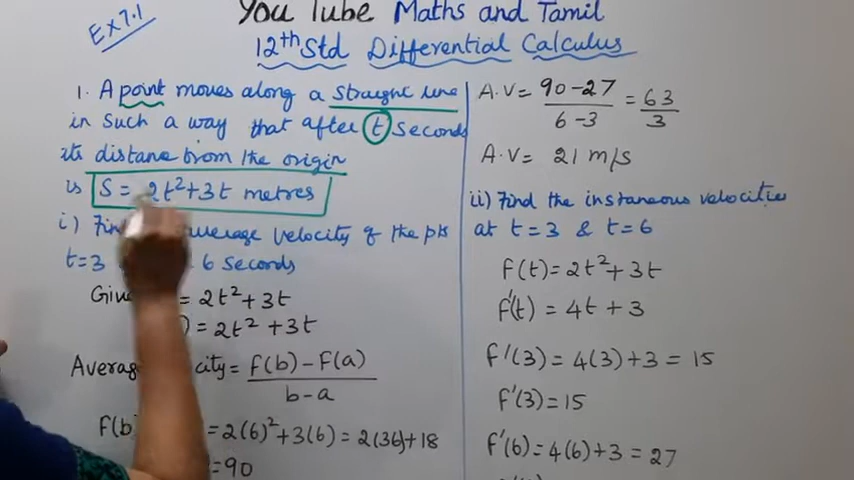 You Tube Maths and Tamil
Ex 7.1
12th Std Differential Calculus
1. A point moves along a straight line
in such a way that after t seconds
its distance from the origin
is S = 2t²+3t metres
i) Find average velocity of the pts
t=3 6 seconds
Given = 2t²+3t
) = 2t² +3t
Average = f(b)-f(a)
b-a
f(b = 2(6)²+3(6) = 2(36)+18
= 90
A.V = 90-27 = 63
6-3 3
A.V = 21 m/s
ii) Find the instaneous velocities
at t=3 & t=6
f(t) = 2t²+3t
f'(t) = 4t +3
f'(3) = 4(3)+3 = 15
f'(3) = 15
f'(6) = 4(6)+3 = 27